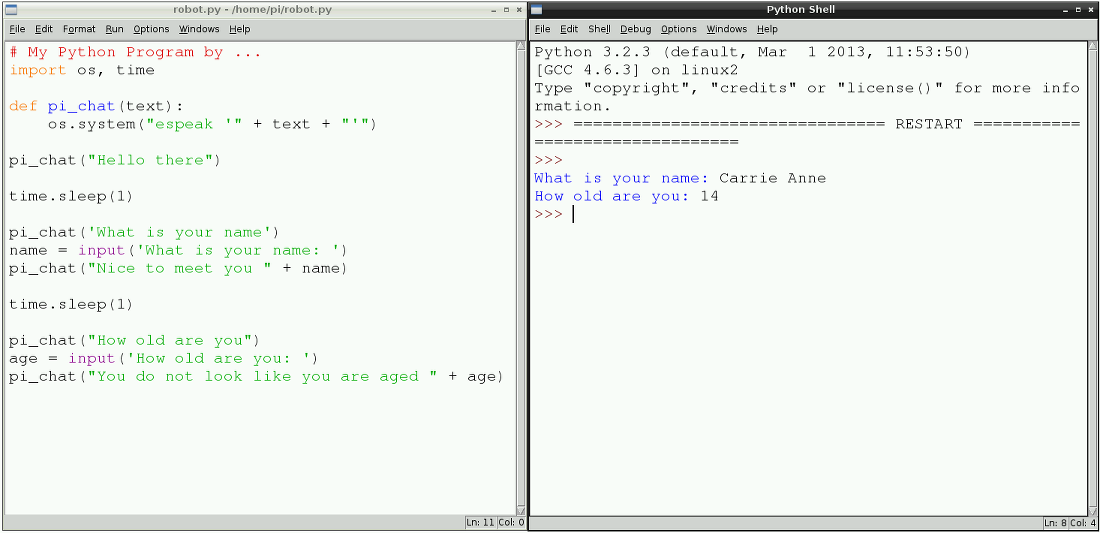 robot.py - /home/pi/robot.py
File Edit Format Run Options Windows Help
# My Python Program by ...
import os, time
def pi_chat(text):
    os.system("espeak '" + text + "'")
pi_chat("Hello there")
time.sleep(1)
pi_chat('What is your name')
name = input('What is your name: ')
pi_chat("Nice to meet you " + name)
time.sleep(1)
pi_chat("How old are you")
age = input('How old are you: ')
pi_chat("You do not look like you are aged " + age)
Ln: 11 Col: 0
Python Shell
File Edit Shell Debug Options Windows Help
Python 3.2.3 (default, Mar  1 2013, 11:53:50)
[GCC 4.6.3] on linux2
Type "copyright", "credits" or "license()" for more info
rmation.
>>> ================================ RESTART ===========
=====================
>>>
What is your name: Carrie Anne
How old are you: 14
>>>
Ln: 8 Col: 4